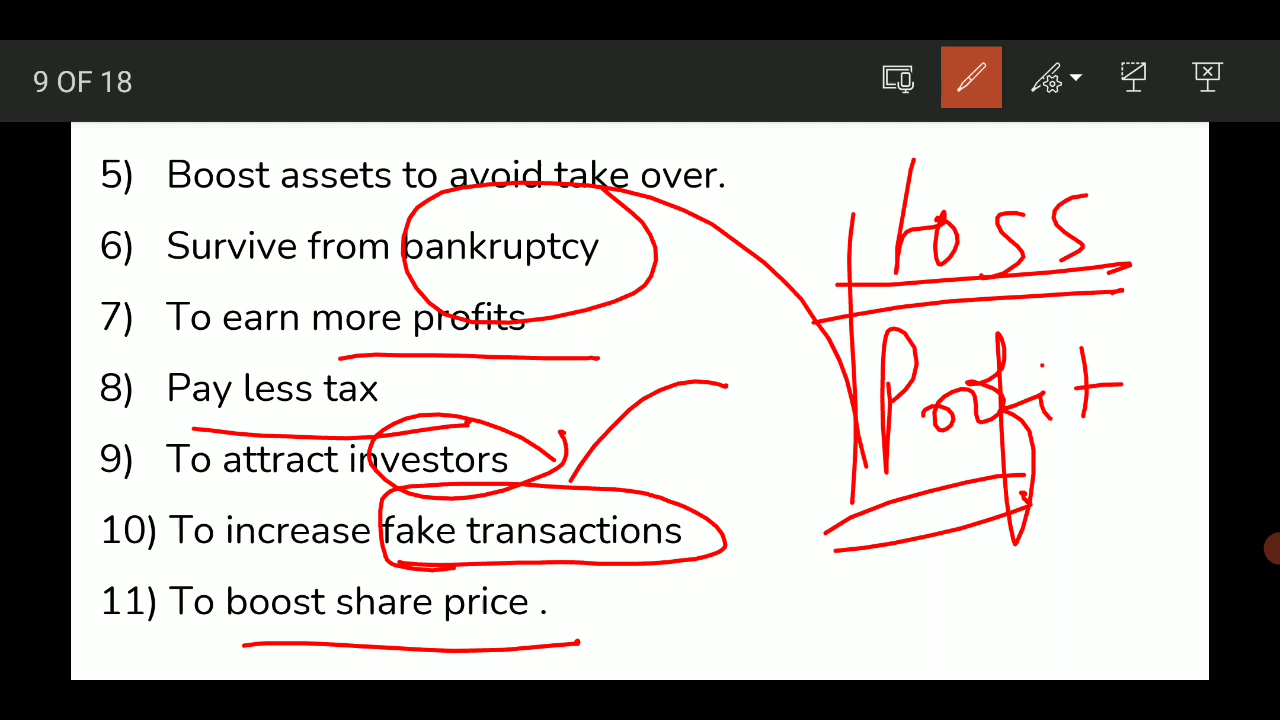 9 OF 18
5) Boost assets to avoid take over.
6) Survive from bankruptcy
7) To earn more profits
8) Pay less tax
9) To attract investors
10) To increase fake transactions
11) To boost share price .
Loss
Profit